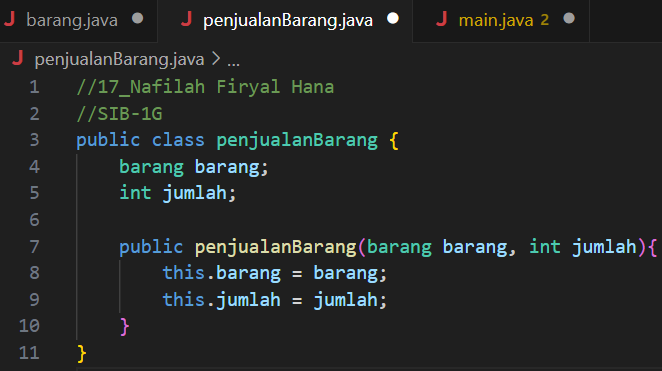 J barang.java ● J penjualanBarang.java ● J main.java 2 ●
J penjualanBarang.java > ...
1 //17_Nafilah Firyal Hana
2 //SIB-1G
3 public class penjualanBarang {
4     barang barang;
5     int jumlah;
6
7     public penjualanBarang(barang barang, int jumlah){
8         this.barang = barang;
9         this.jumlah = jumlah;
10     }
11 }